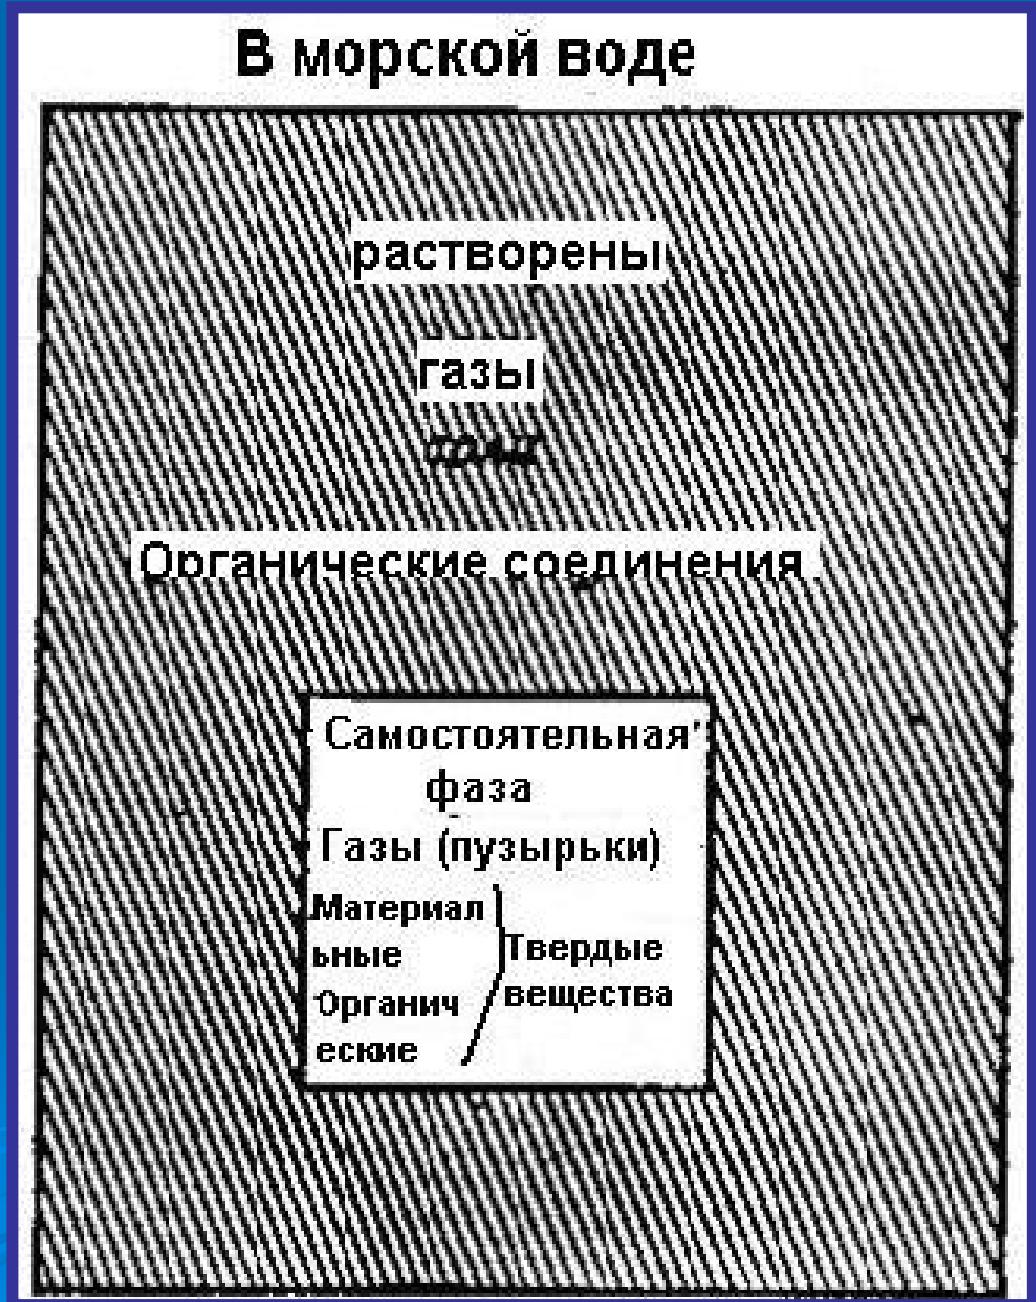 В морской воде
растворены
газы
Органические соединения
Самостоятельная
фаза
Газы (пузырьки)
Материал
ьные
Органич
еские
Твердые
вещества